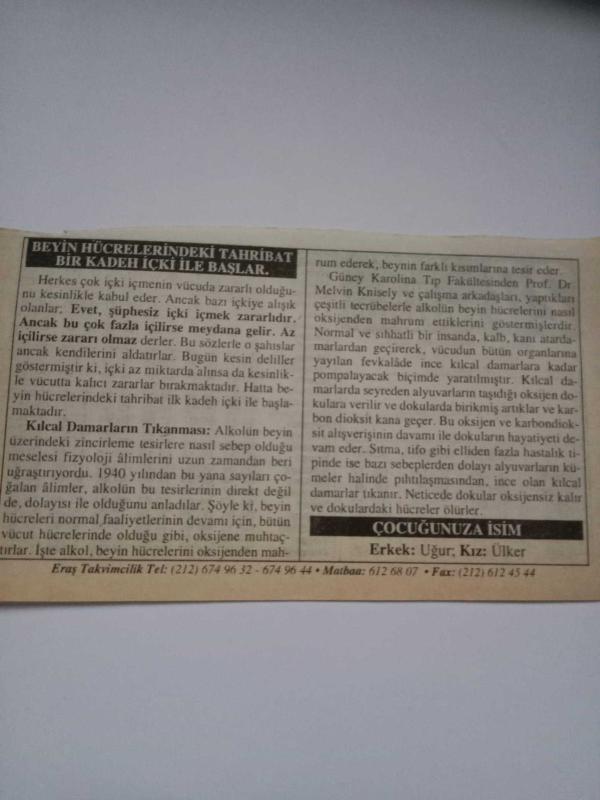 BEYİN HÜCRELERİNDEKİ TAHRİBAT
BİR KADEH İÇKİ İLE BAŞLAR.
Herkes çok içki içmenin vücuda zararlı olduğu-
nu kesinlikle kabul eder. Ancak bazı içkiye alışık
olanlar; Evet, şüphesiz içki içmek zararlıdır.
Ancak bu çok fazla içilirse meydana gelir. Az
içilirse zararı olmaz derler. Bu sözlerle o şahıslar
ancak kendilerini aldatırlar. Bugün kesin deliller
göstermiştir ki, içki az miktarda alınsa da kesinlik-
le vücutta kalıcı zararlar bırakmaktadır. Hatta be-
yin hücrelerindeki tahribat ilk kadeh içki ile başla-
maktadır.
Kılcal Damarların Tıkanması: Alkolün beyin
üzerindeki zincirleme tesirlere nasıl sebep olduğu
meselesi fizyoloji âlimlerini uzun zamandan beri
uğraştırıyordu. 1940 yılından bu yana sayıları ço-
ğalan âlimler, alkolün bu tesirlerinin direkt değil
de, dolayısı ile olduğunu anladılar. Şöyle ki, beyin
hücreleri normal faaliyetlerinin devamı için, bütün
vücut hücrelerinde olduğu gibi, oksijene muhtaç-
tırlar. İşte alkol, beyin hücrelerini oksijenden mah-
rum ederek, beynin farklı kısımlarına tesir eder.
Güney Karolina Tıp Fakültesinden Prof. Dr
Melvin Knisely ve çalışma arkadaşları, yaptıkları
çeşitli tecrübelerle alkolün beyin hücrelerini nasıl
oksijenden mahrum ettiklerini göstermişlerdir.
Normal ve sıhhatli bir insanda, kalb, kanı atarda-
marlardan geçirerek, vücudun bütün organlarına
yayılan fevkalâde ince kılcal damarlara kadar
pompalayacak biçimde yaratılmıştır. Kılcal da-
marlarda seyreden alyuvarların taşıdığı oksijen do-
kulara verilir ve dokularda birikmiş artıklar ve kar-
bon dioksit kana geçer. Bu oksijen ve karbondiok-
sit alışverişinin davamı ile dokuların hayatiyeti de-
vam eder. Sıtma, tifo gibi elliden fazla hastalık ti-
pinde ise bazı sebeplerden dolayı alyuvarların kü-
meler halinde pıhtılaşmasından, ince olan kılcal
damarlar tıkanır. Neticede dokular oksijensiz kalır
ve dokulardaki hücreler ölürler.
ÇOCUĞUNUZA İSİM
Erkek: Uğur; Kız: Ülker
Eraş Takvimcilik Tel: (212) 674 96 32 - 674 96 44 • Matbaa: 612 68 07 • Fax: (212) 612 45 44